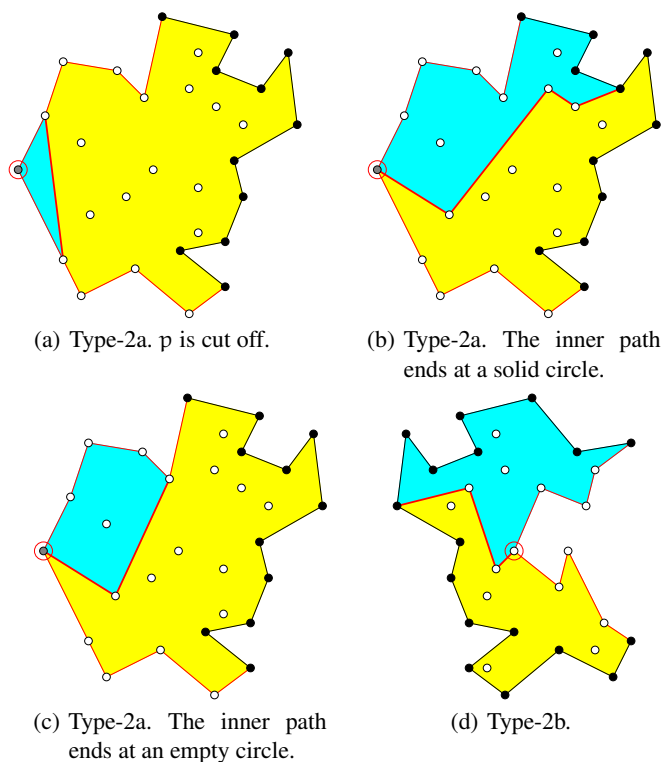 (a) Type-2a. p is cut off.
(b) Type-2a. The inner path
ends at a solid circle.
(c) Type-2a. The inner path
ends at an empty circle.
(d) Type-2b.